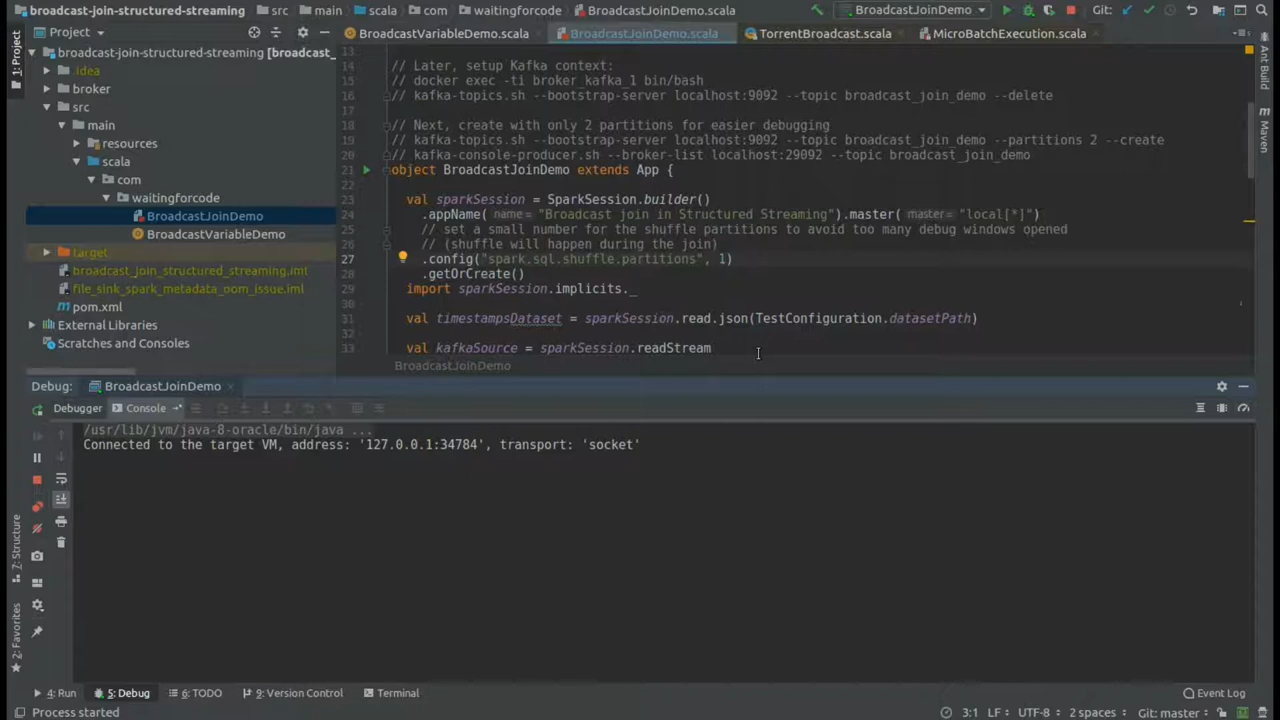 broadcast-join-structured-streaming
src
main
scala
com
waitingforcode
BroadcastJoinDemo.scala
BroadcastJoinDemo
Git:
1: Project
Project
broadcast-join-structured-streaming [broadcast_
.idea
broker
src
main
resources
scala
com
waitingforcode
BroadcastJoinDemo
BroadcastVariableDemo
target
broadcast_join_structured_streaming.iml
file_sink_spark_metadata_oom_issue.iml
pom.xml
External Libraries
Scratches and Consoles
BroadcastVariableDemo.scala
BroadcastJoinDemo.scala
TorrentBroadcast.scala
MicroBatchExecution.scala
13
14 // Later, setup Kafka context:
15 // docker exec -ti broker_kafka_1 bin/bash
16 // kafka-topics.sh --bootstrap-server localhost:9092 --topic broadcast_join_demo --delete
17
18 // Next, create with only 2 partitions for easier debugging
19 // kafka-topics.sh --bootstrap-server localhost:9092 --topic broadcast_join_demo --partitions 2 --create
20 // kafka-console-producer.sh --broker-list localhost:29092 --topic broadcast_join_demo
21 object BroadcastJoinDemo extends App {
22
23 val sparkSession = SparkSession.builder()
24 .appName( name = "Broadcast join in Structured Streaming").master( master = "local[*]")
25 // set a small number for the shuffle partitions to avoid too many debug windows opened
26 // (shuffle will happen during the join)
27 .config("spark.sql.shuffle.partitions", 1)
28 .getOrCreate()
29 import sparkSession.implicits._
30
31 val timestampsDataset = sparkSession.read.json(TestConfiguration.datasetPath)
32
33 val kafkaSource = sparkSession.readStream
BroadcastJoinDemo
Ant Build
Maven
Debug:
BroadcastJoinDemo
Debugger
Console
/usr/lib/jvm/java-8-oracle/bin/java ...
Connected to the target VM, address: '127.0.0.1:34784', transport: 'socket'
7: Structure
2: Favorites
4: Run
5: Debug
6: TODO
9: Version Control
Terminal
Event Log
Process started
3:1
LF
UTF-8
2 spaces
Git: master